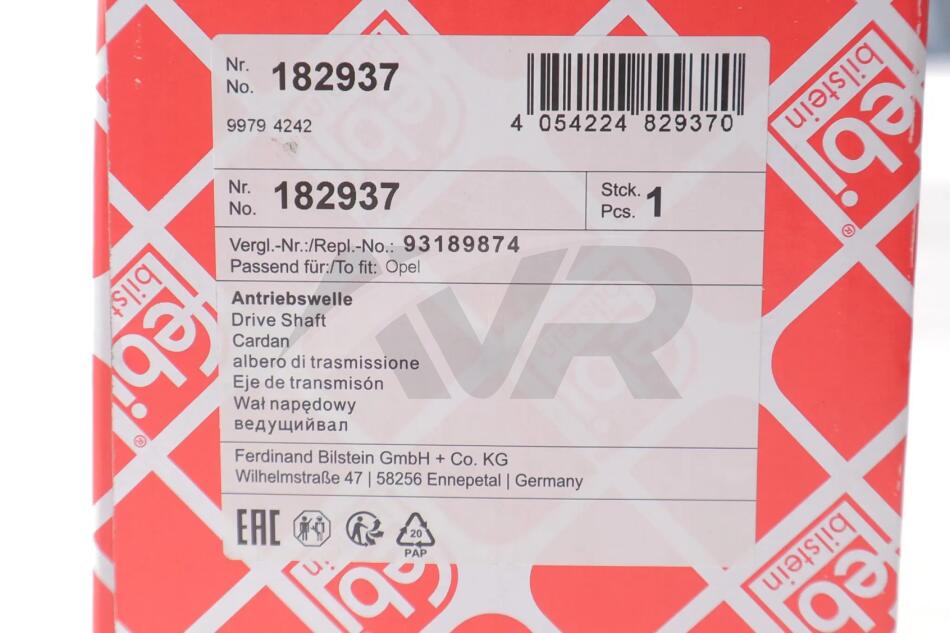 Nr.
No. 182937
9979 4242
4 054224 829370
Nr.
No. 182937
Stck.
Pcs. 1
Vergl.-Nr.:/Repl.-No.: 93189874
Passend für:/To fit: Opel
Antriebswelle
Drive Shaft
Cardan
albero di trasmissione
Eje de transmisón
Wał napędowy
ведущийвал
Ferdinand Bilstein GmbH + Co. KG
Wilhelmstraße 47 | 58256 Ennepetal | Germany
EAC
20
PAP
VR
febi
bilstein
®
febi
bilstein
®
febi
bilstein
febi